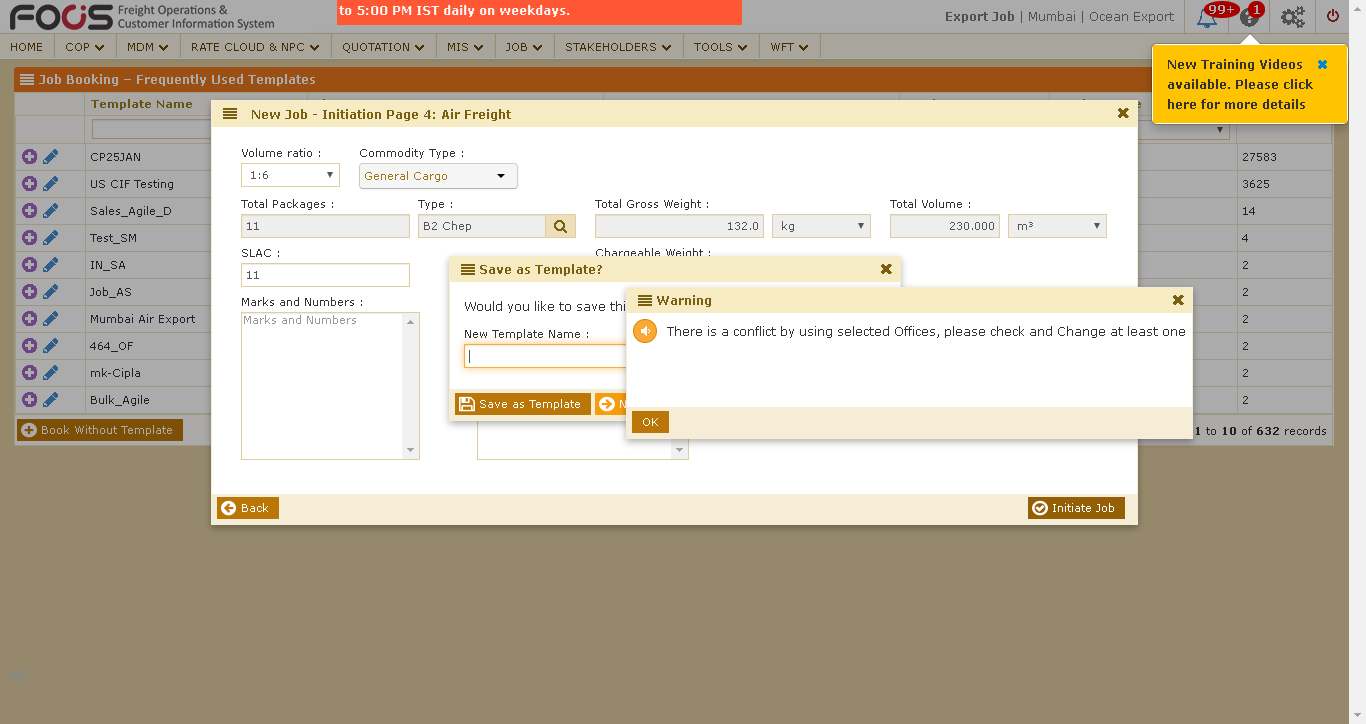 FOCIS Freight Operations &
Customer Information System
to 5:00 PM IST daily on weekdays.
Export Job | Mumbai | Ocean Export
99+
1
HOME COP MDM RATE CLOUD & NPC QUOTATION MIS JOB STAKEHOLDERS TOOLS WFT
New Training Videos
available. Please click
here for more details
Job Booking – Frequently Used Templates
Template Name
CP25JAN 27583
US CIF Testing 3625
Sales_Agile_D 14
Test_SM 4
IN_SA 2
Job_AS 2
Mumbai Air Export 2
464_OF 2
mk-Cipla 2
Bulk_Agile 2
Book Without Template
1 to 10 of 632 records
New Job - Initiation Page 4: Air Freight
Volume ratio : Commodity Type :
1:6 General Cargo
Total Packages : Type : Total Gross Weight : Total Volume :
11 B2 Chep 132.0 kg 230.000 m³
SLAC : Chargeable Weight :
11
Marks and Numbers :
Marks and Numbers
Back
Initiate Job
Save as Template?
Would you like to save thi
New Template Name :
Save as Template N
Warning
There is a conflict by using selected Offices, please check and Change at least one
OK